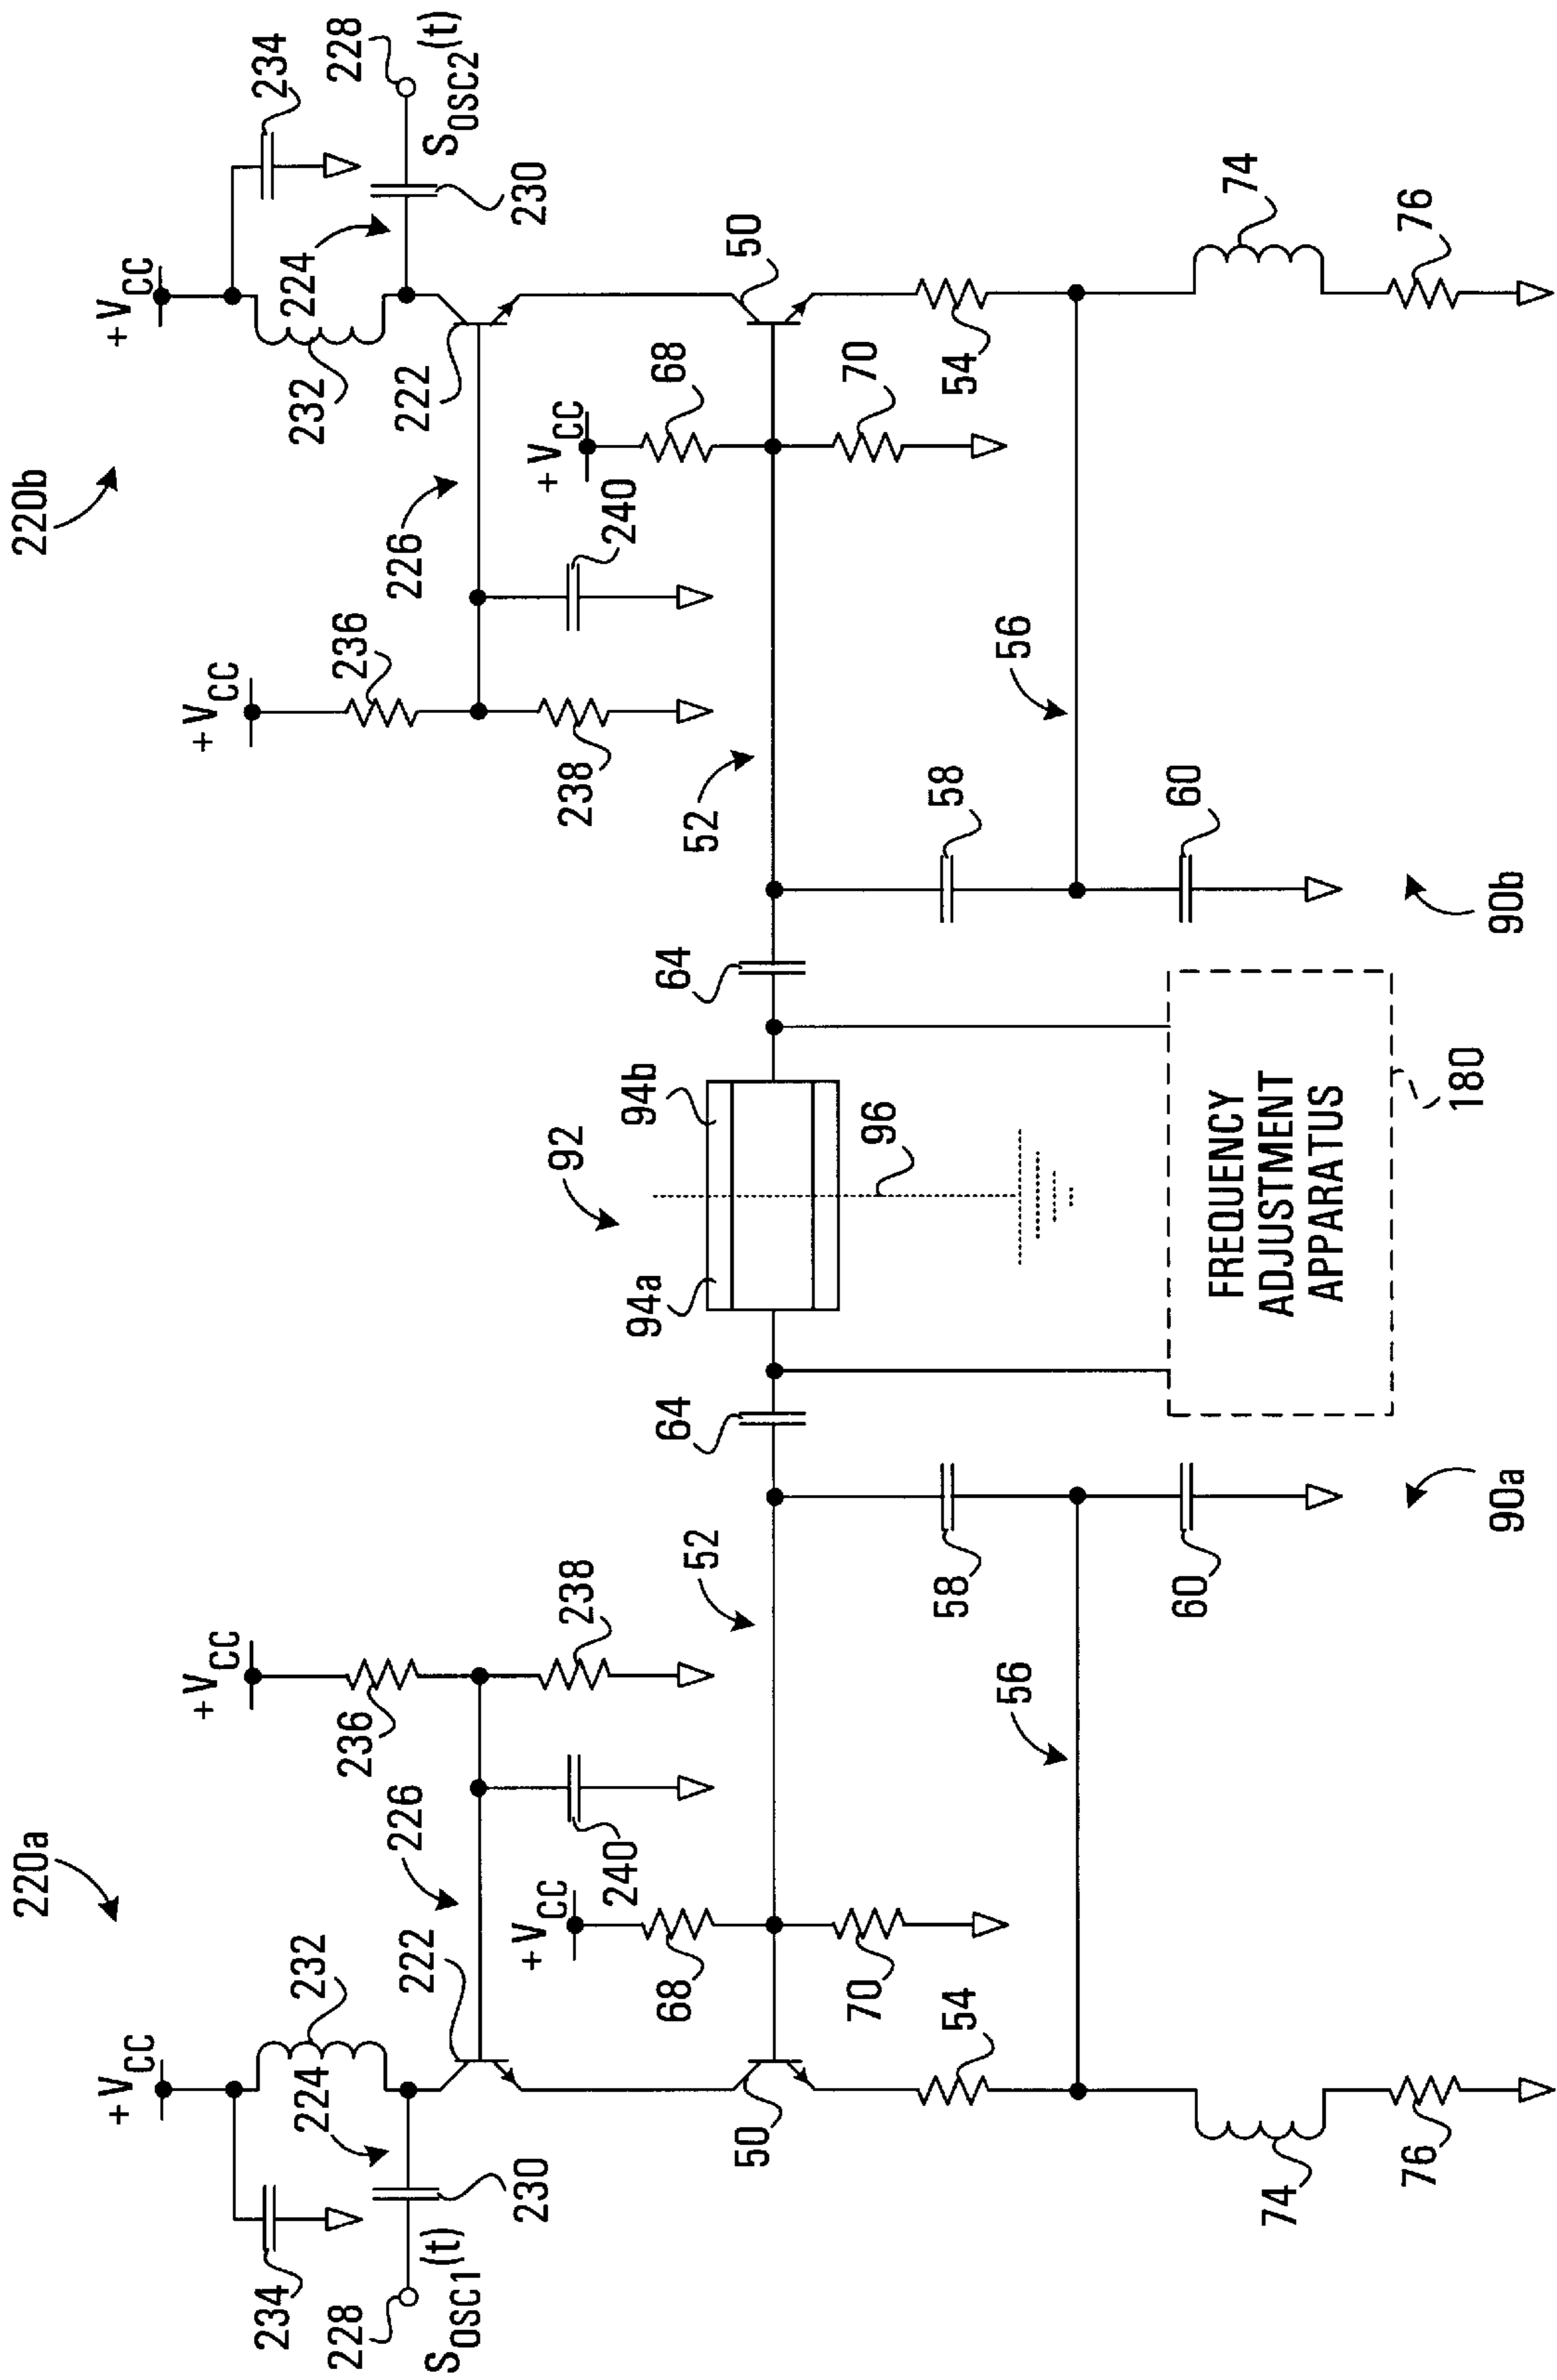 220a
220b
+VCC
+VCC
234
232
224
228
SOSC1(t)
230
222
226
+VCC
236
238
240
+VCC
68
70
50
54
52
56
74
76
64
58
60
90a
92
94a
94b
96
FREQUENCY
ADJUSTMENT
APPARATUS
180
64
58
60
90b
52
56
+VCC
236
238
226
240
+VCC
68
70
222
50
54
74
76
232
224
234
228
SOSC2(t)
230